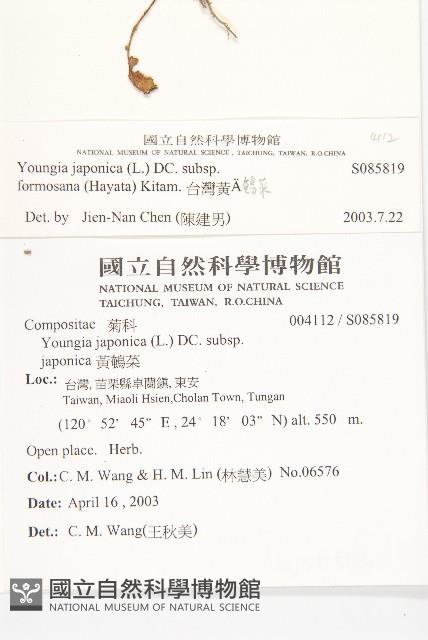 4112
國立自然科學博物館
NATIONAL MUSEUM OF NATURAL SCIENCE, TAICHUNG, TAIWAN, R.O.CHINA
Youngia japonica (L.) DC. subsp. S085819
formosana (Hayata) Kitam. 台灣黃Ä
Det. by Jien-Nan Chen (陳建男) 2003.7.22
國立自然科學博物館
NATIONAL MUSEUM OF NATURAL SCIENCE
TAICHUNG, TAIWAN, R.O.CHINA
004112 / S085819
Compositae 菊科
Youngia japonica (L.) DC. subsp.
japonica 黃鵪菜
Loc.: 台灣, 苗栗縣卓蘭鎮, 東安
Taiwan, Miaoli Hsien,Cholan Town, Tungan
(120° 52' 45" E , 24° 18' 03" N) alt. 550 m.
Open place. Herb.
Col.: C. M. Wang & H. M. Lin (林慧美) No.06576
Date: April 16 , 2003
Det.: C. M. Wang(王秋美)
國立自然科學博物館
NATIONAL MUSEUM OF NATURAL SCIENCE